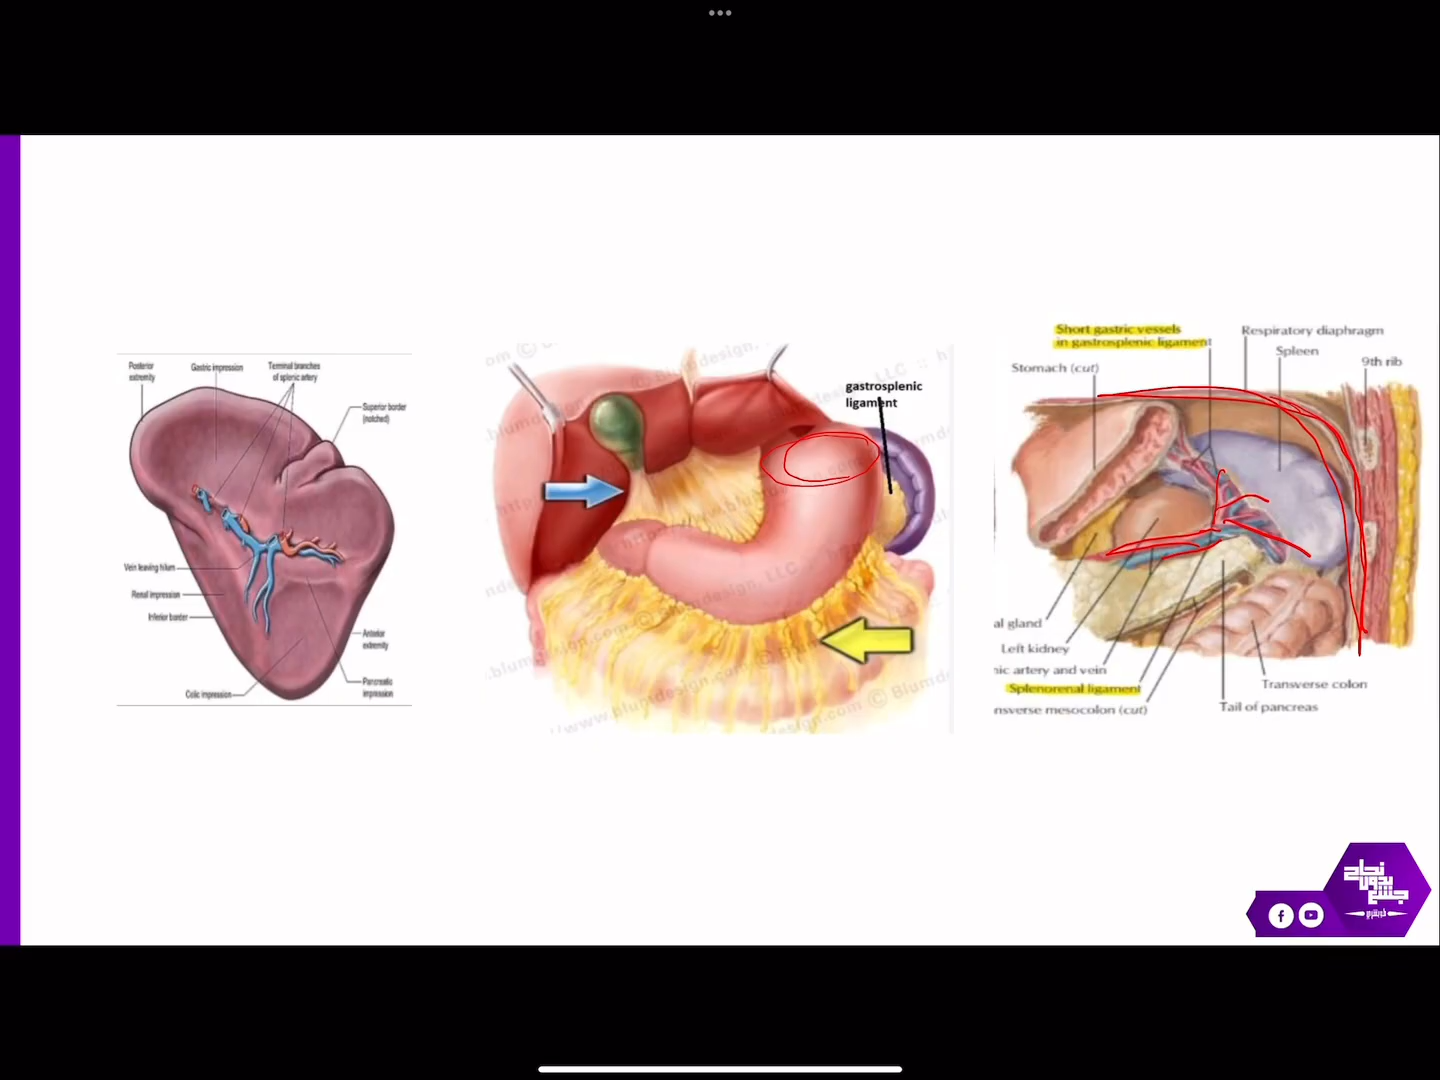 Posterior
extremity
Gastric impression
Terminal branches
of splenic artery
Superior border
(notched)
Vein leaving hilum
Renal impression
Inferior border
Anterior
extremity
Pancreatic
impression
Colic impression
gastrosplenic
ligament
Short gastric vessels
in gastrosplenic ligament
Respiratory diaphragm
Spleen
Stomach (cut)
9th rib
al gland
Left kidney
nic artery and vein
Splenorenal ligament
nsverse mesocolon (cut)
Transverse colon
Tail of pancreas
نجاح
بدون